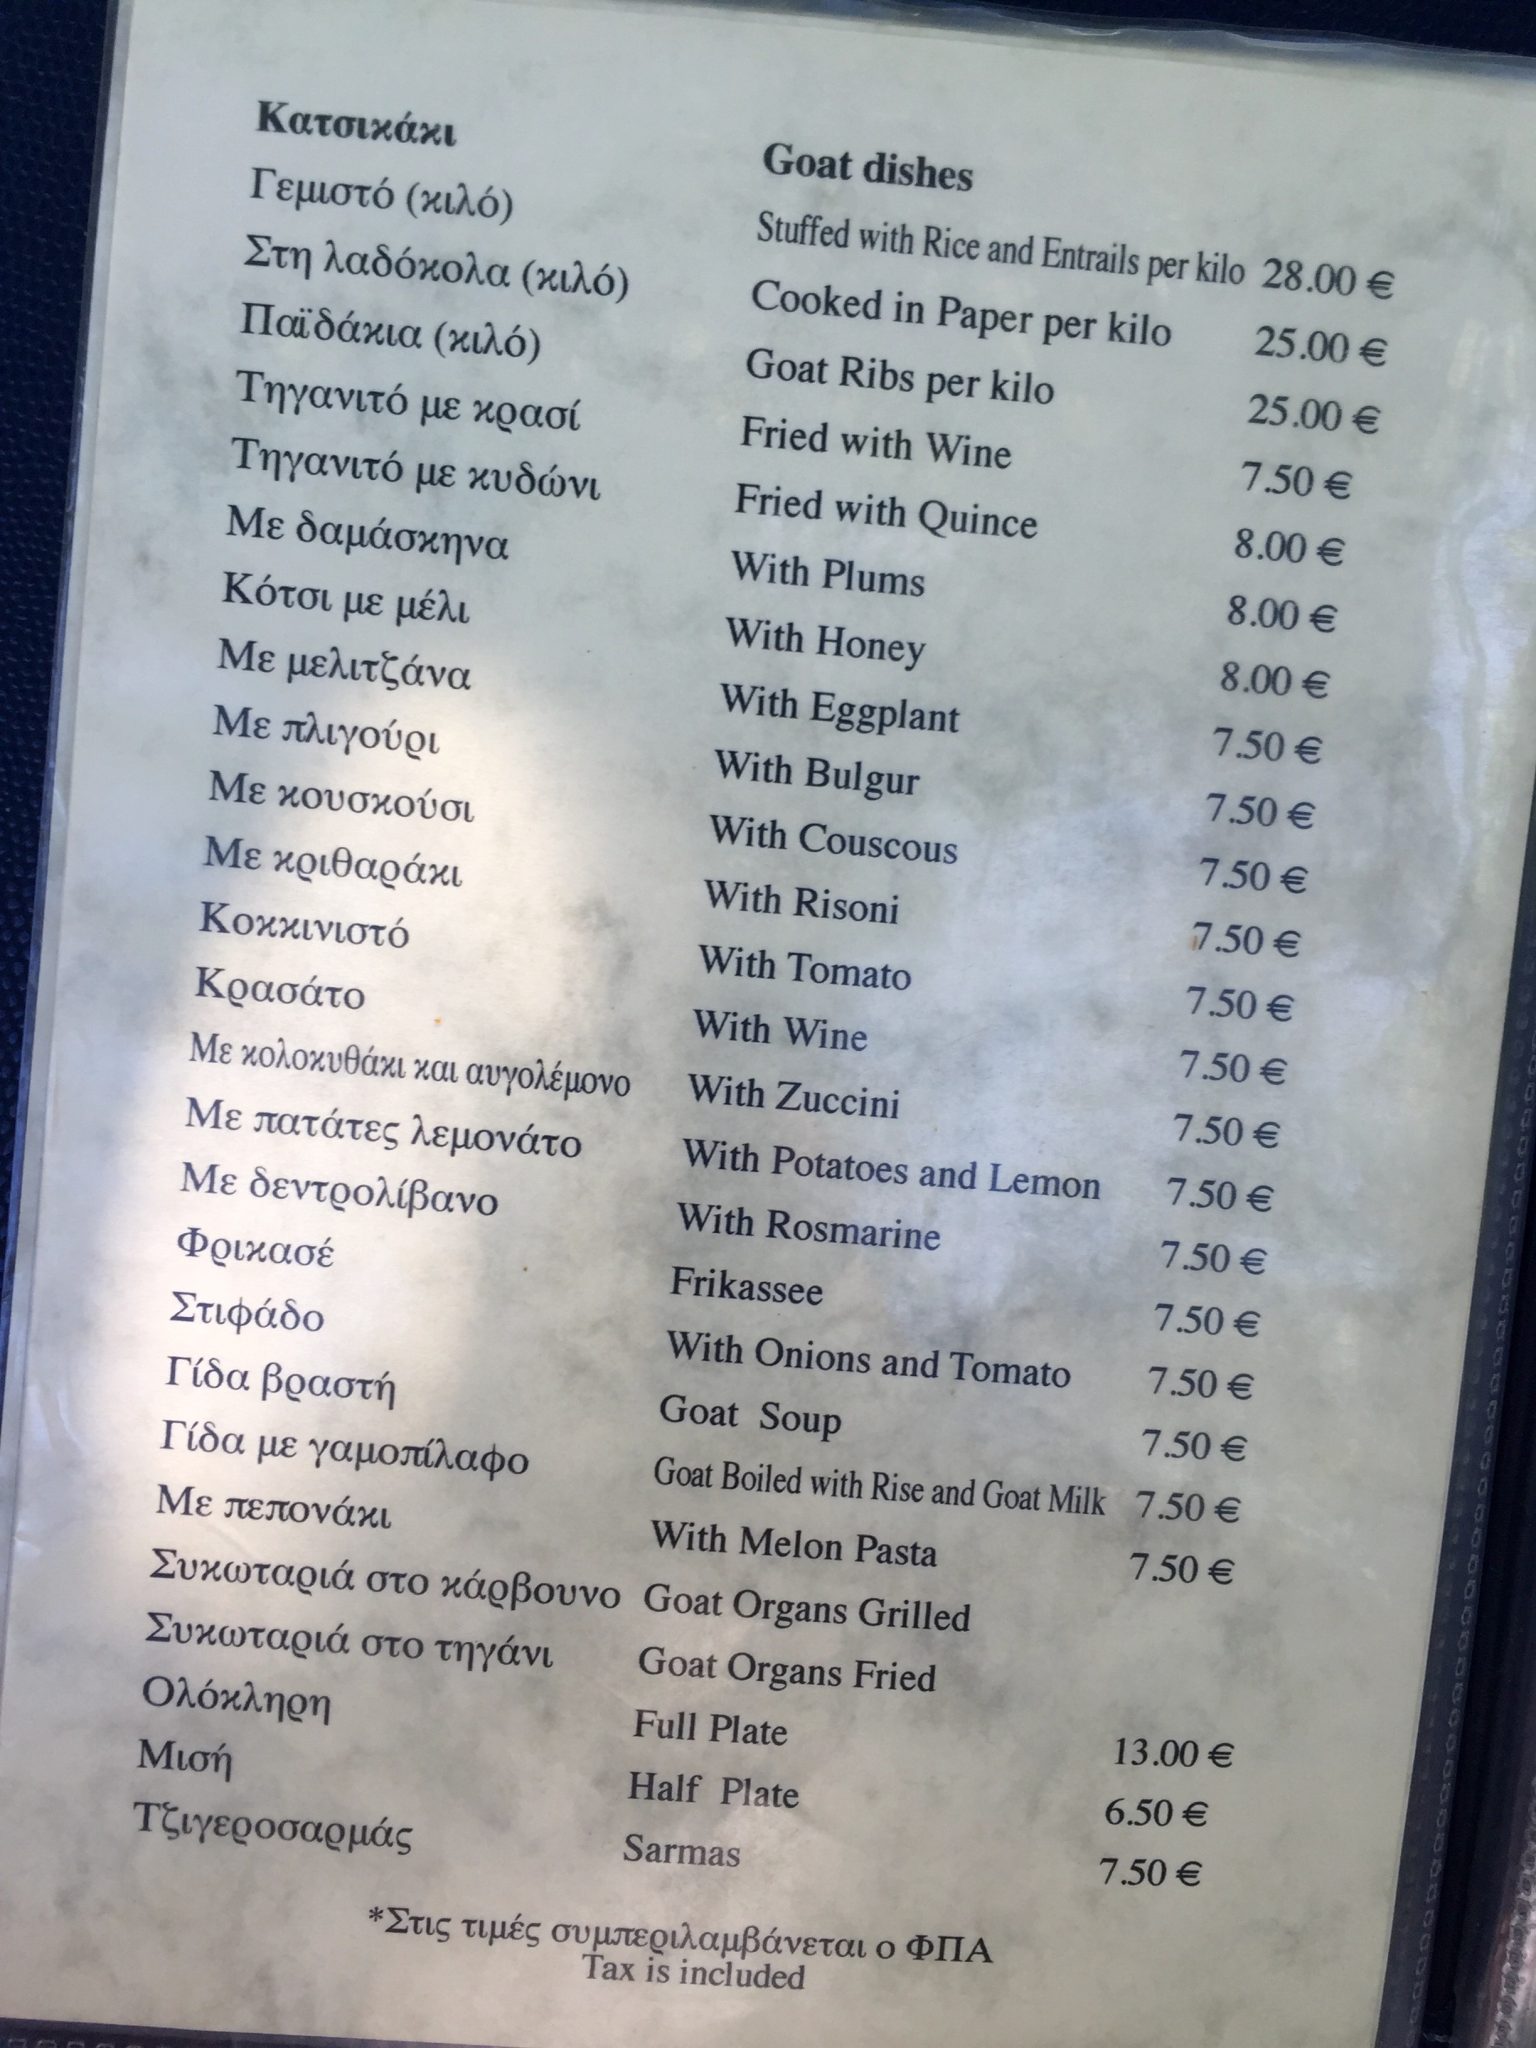 Κατσικάκι Goat dishes
Γεμιστό (κιλό) Stuffed with Rice and Entrails per kilo 28.00 €
Στη λαδόκολα (κιλό) Cooked in Paper per kilo 25.00 €
Παϊδάκια (κιλό) Goat Ribs per kilo 25.00 €
Τηγανιτό με κρασί Fried with Wine 7.50 €
Τηγανιτό με κυδώνι Fried with Quince 8.00 €
Με δαμάσκηνα With Plums 8.00 €
Κότσι με μέλι With Honey 8.00 €
Με μελιτζάνα With Eggplant 7.50 €
Με πλιγούρι With Bulgur 7.50 €
Με κουσκούσι With Couscous 7.50 €
Με κριθαράκι With Risoni 7.50 €
Κοκκινιστό With Tomato 7.50 €
Κρασάτο With Wine 7.50 €
Με κολοκυθάκι και αυγολέμονο With Zuccini 7.50 €
Με πατάτες λεμονάτο With Potatoes and Lemon 7.50 €
Με δεντρολίβανο With Rosmarine 7.50 €
Φρικασέ Frikassee 7.50 €
Στιφάδο With Onions and Tomato 7.50 €
Γίδα βραστή Goat Soup 7.50 €
Γίδα με γαμοπίλαφο Goat Boiled with Rise and Goat Milk 7.50 €
Με πεπονάκι With Melon Pasta 7.50 €
Συκωταριά στο κάρβουνο Goat Organs Grilled
Συκωταριά στο τηγάνι Goat Organs Fried
Ολόκληρη Full Plate 13.00 €
Μισή Half Plate 6.50 €
Τζιγεροσαρμάς Sarmas 7.50 €
*Στις τιμές συμπεριλαμβάνεται ο ΦΠΑ
Tax is included